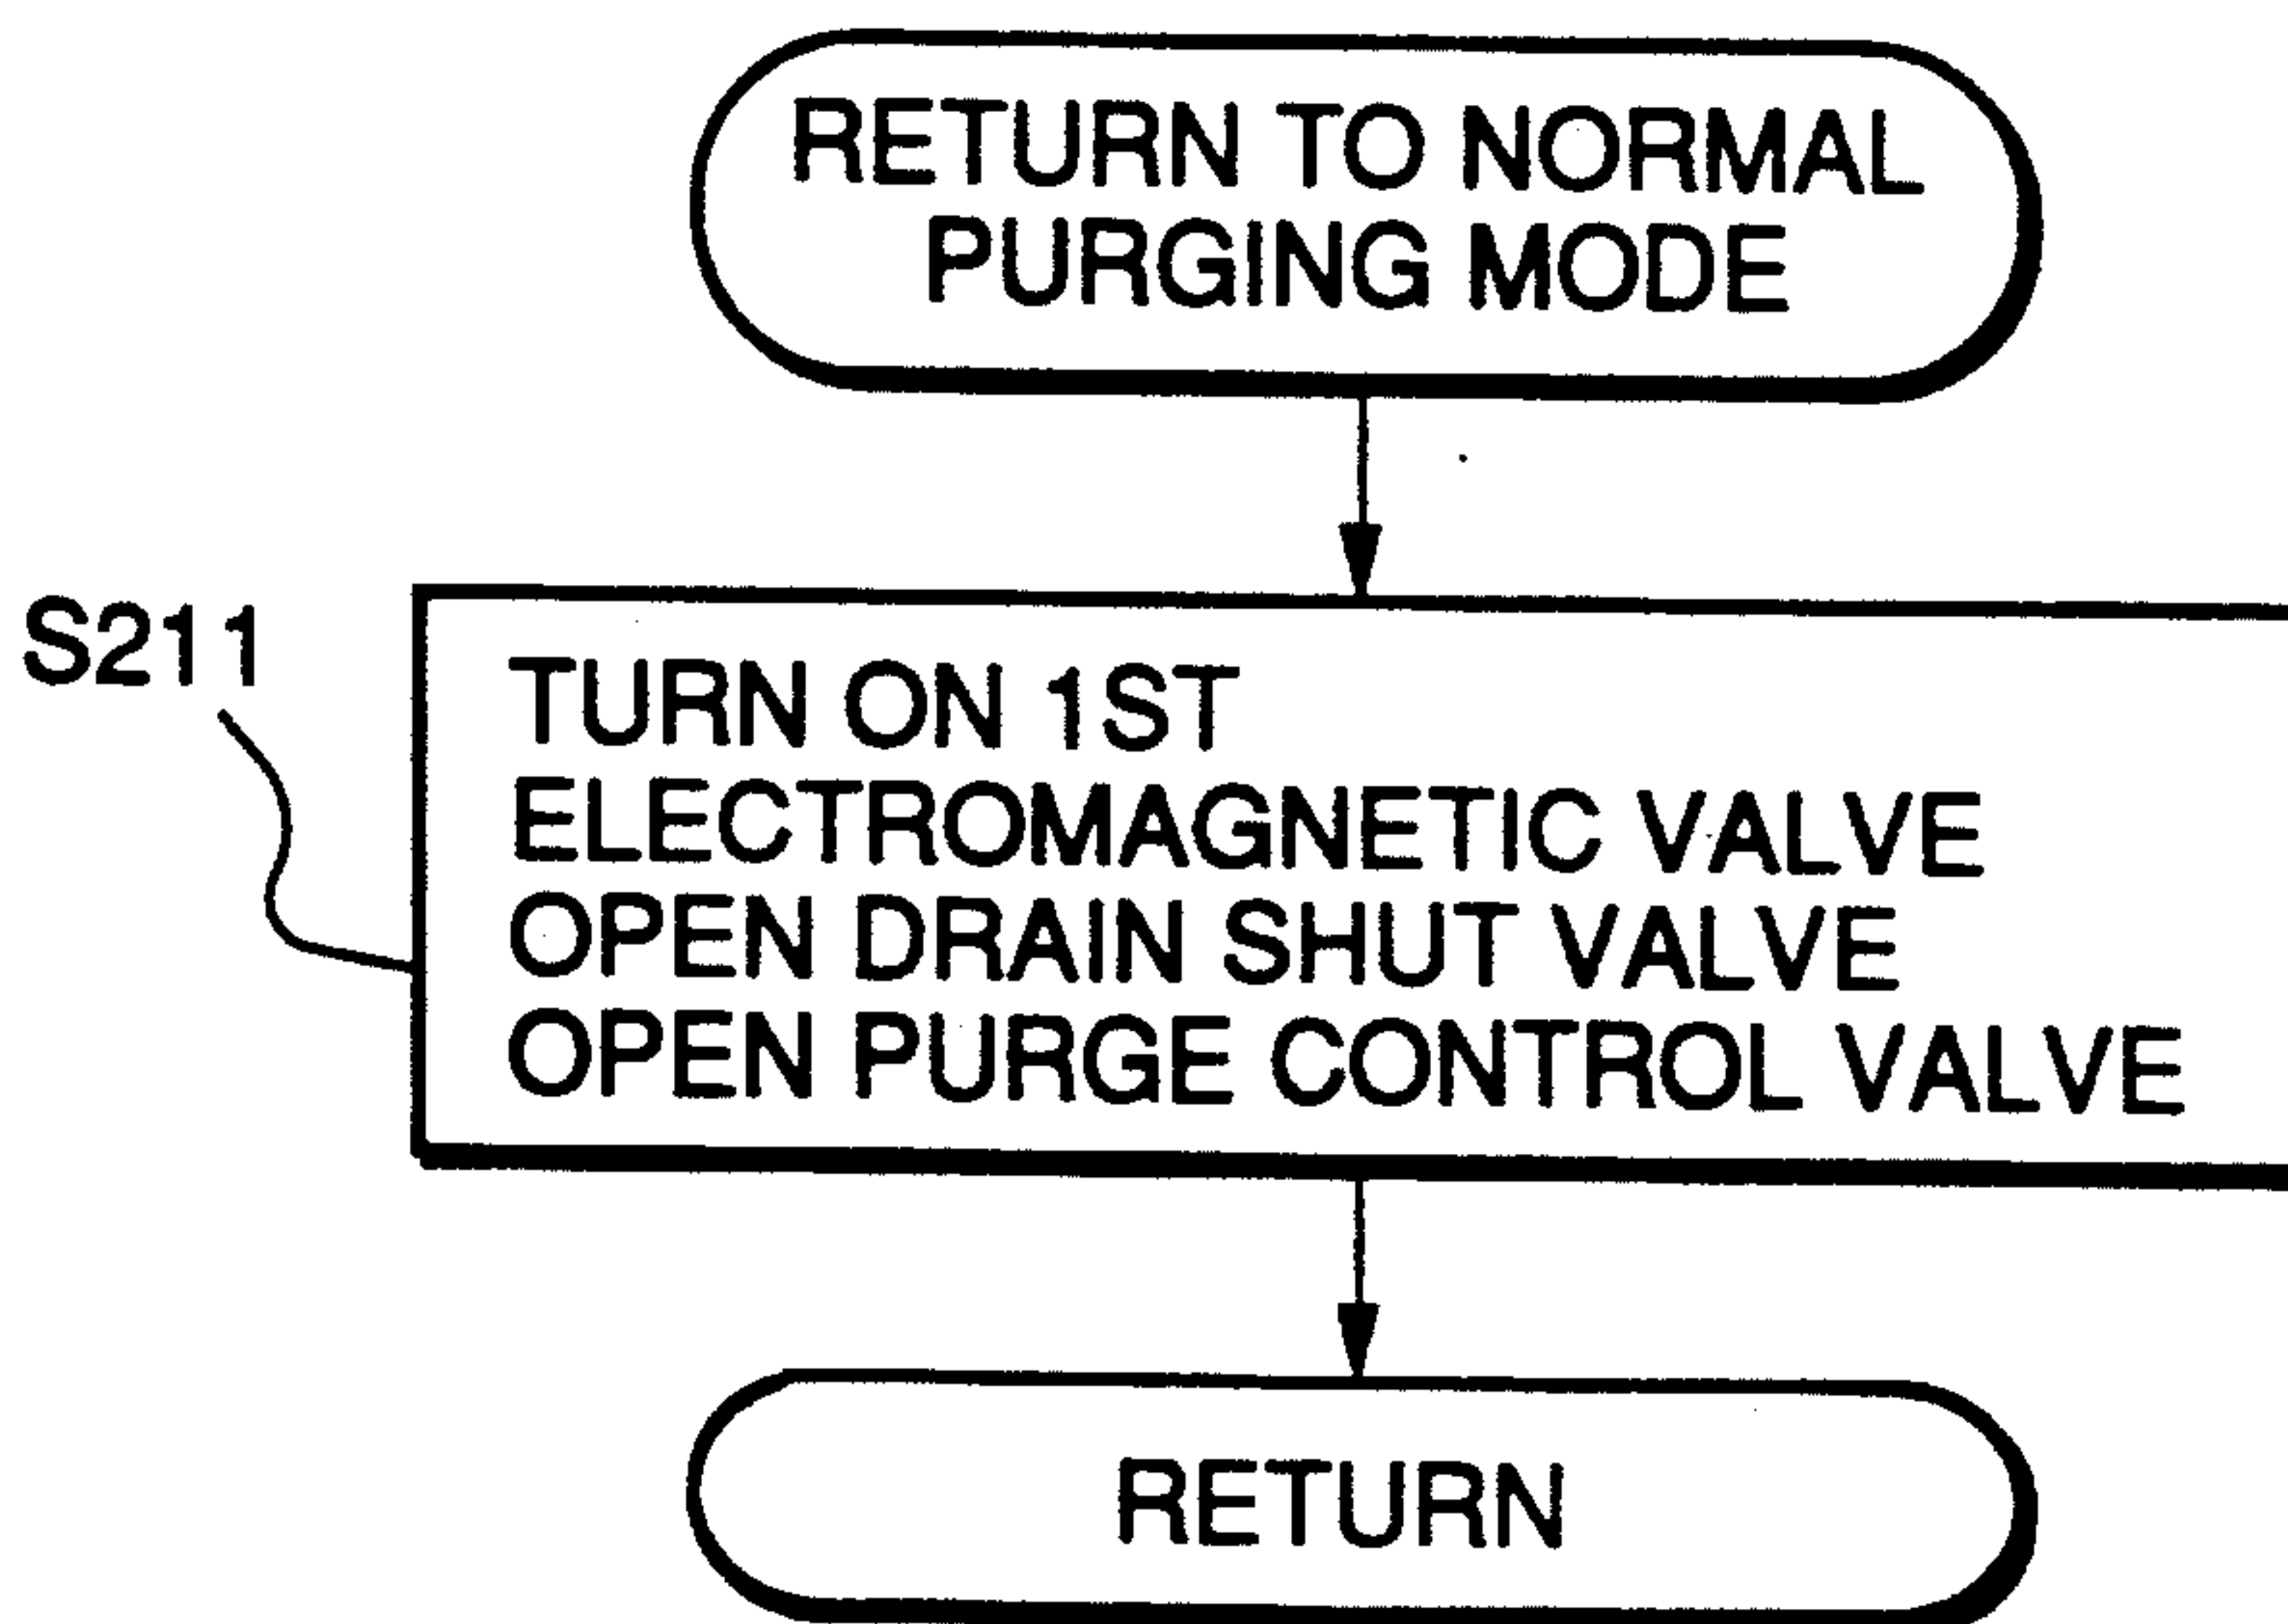 RETURN TO NORMAL
PURGING MODE
S211
TURN ON 1ST
ELECTROMAGNETIC VALVE
OPEN DRAIN SHUT VALVE
OPEN PURGE CONTROL VALVE
RETURN